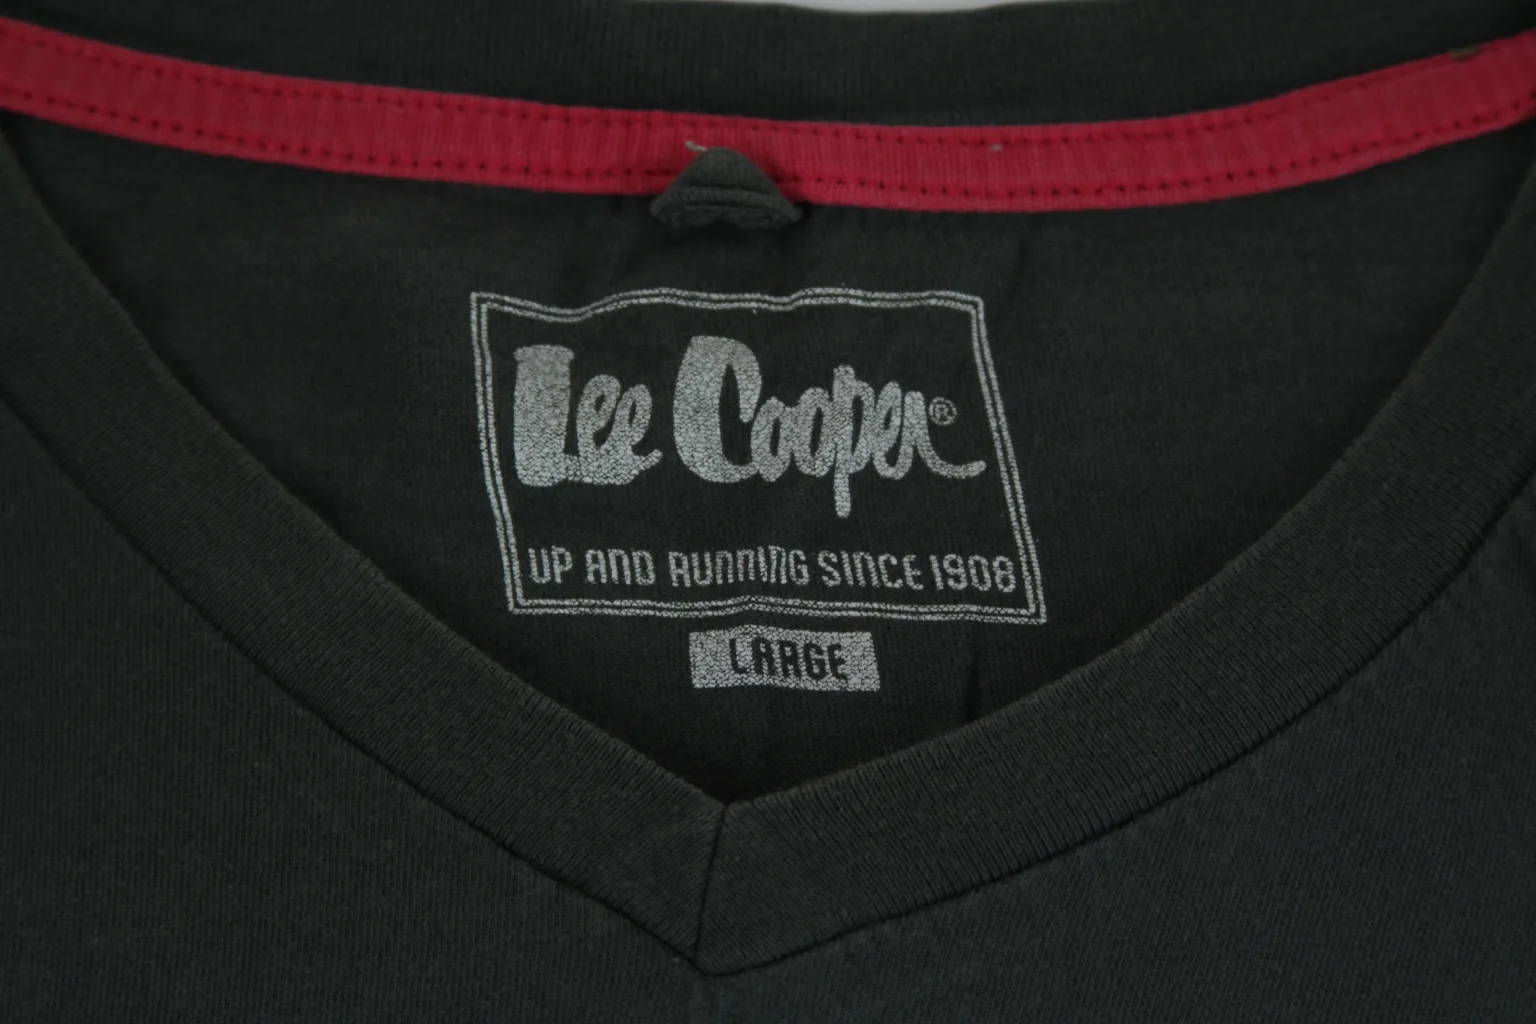 Lee Cooper®
UP AND RUNNING SINCE 1908
LARGE